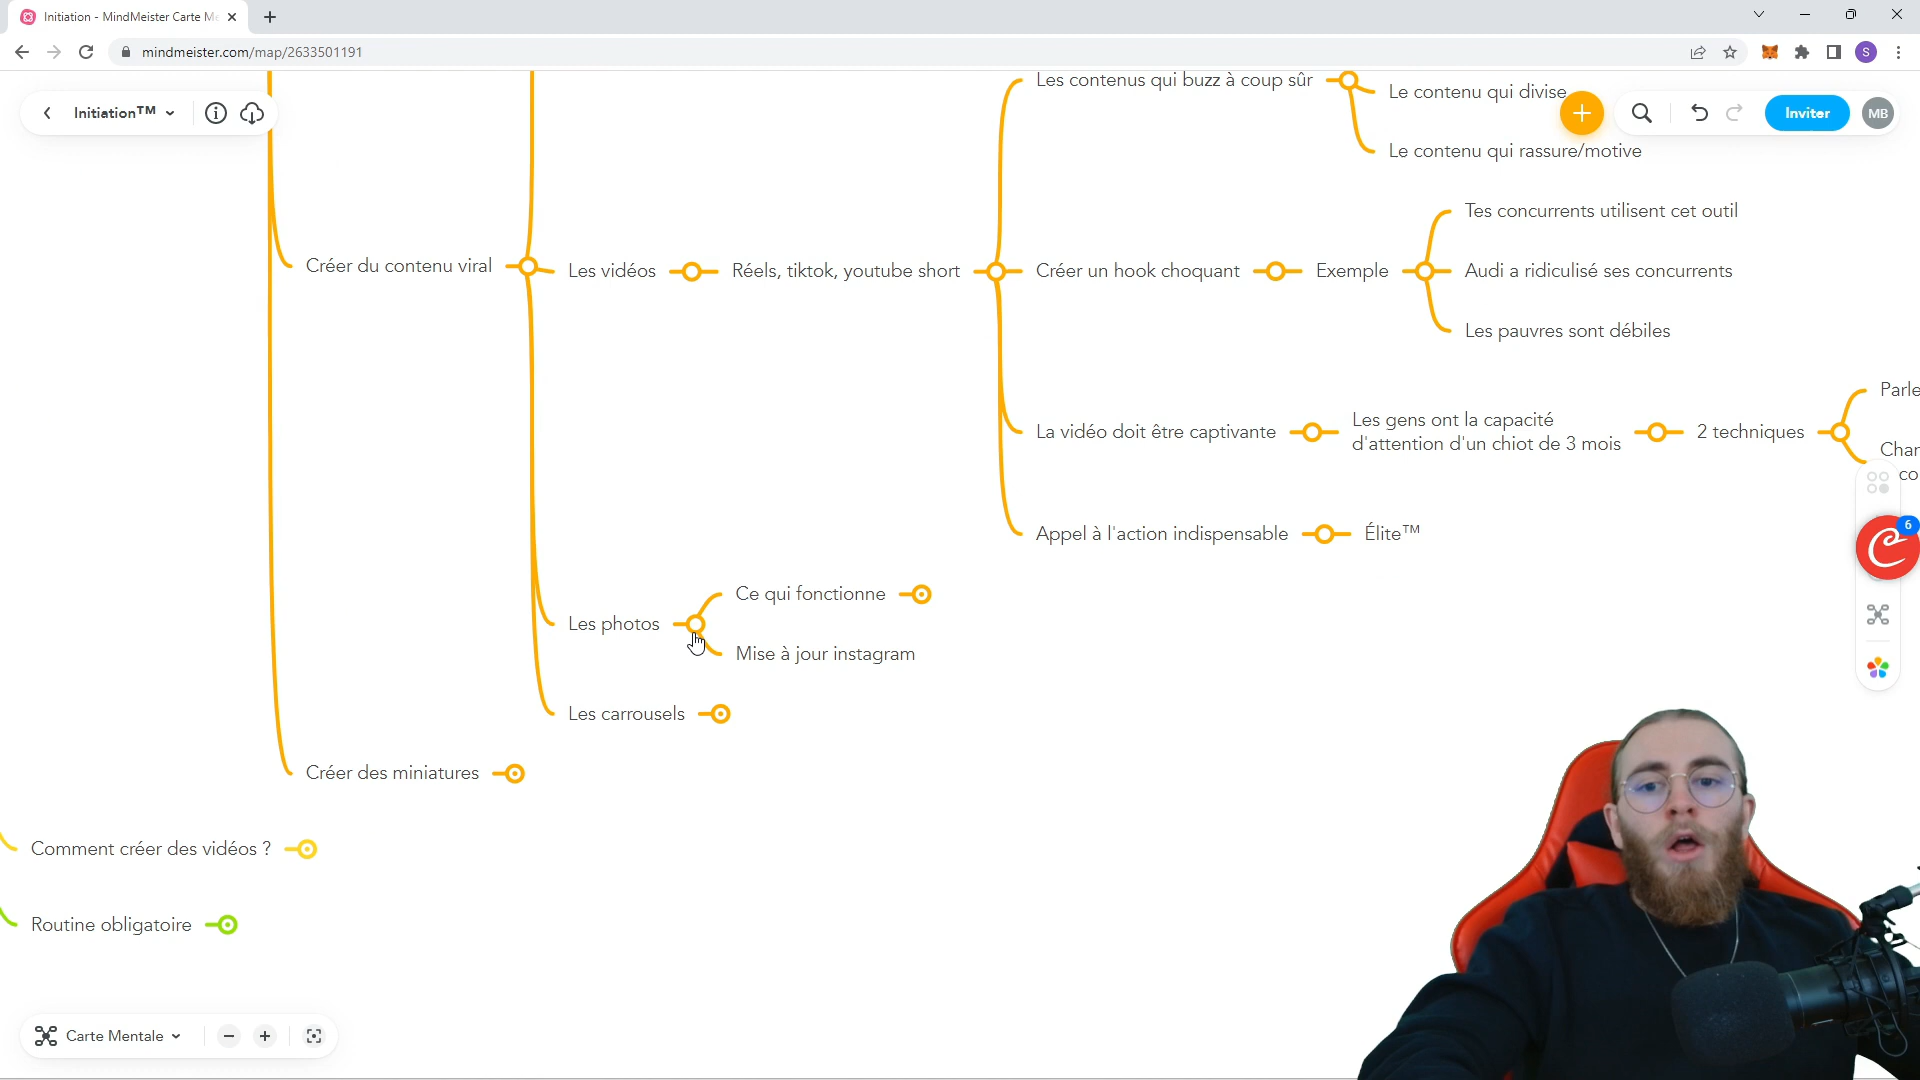 Initiation - MindMeister Carte Me
mindmeister.com/map/2633501191
S
Initiation™
Inviter
MB
Les contenus qui buzz à coup sûr
Le contenu qui divise
Le contenu qui rassure/motive
Tes concurrents utilisent cet outil
Créer du contenu viral
Les vidéos
Réels, tiktok, youtube short
Créer un hook choquant
Exemple
Audi a ridiculisé ses concurrents
Les pauvres sont débiles
Parle
La vidéo doit être captivante
Les gens ont la capacité
d'attention d'un chiot de 3 mois
2 techniques
Char
co
6
Appel à l'action indispensable
Élite™
Ce qui fonctionne
Les photos
Mise à jour instagram
Les carrousels
Créer des miniatures
Comment créer des vidéos ?
Routine obligatoire
Carte Mentale